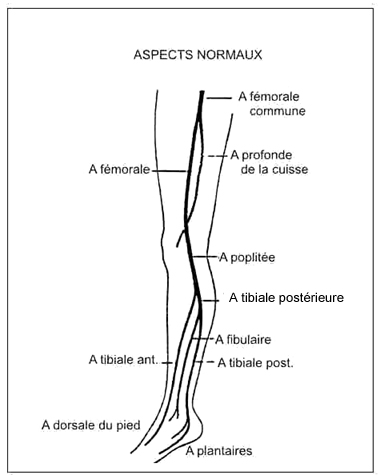 ASPECTS NORMAUX
A fémorale
commune
A profonde
de la cuisse
A fémorale
A poplitée
A tibiale postérieure
A fibulaire
A tibiale ant.
A tibiale post.
A dorsale du pied
A plantaires